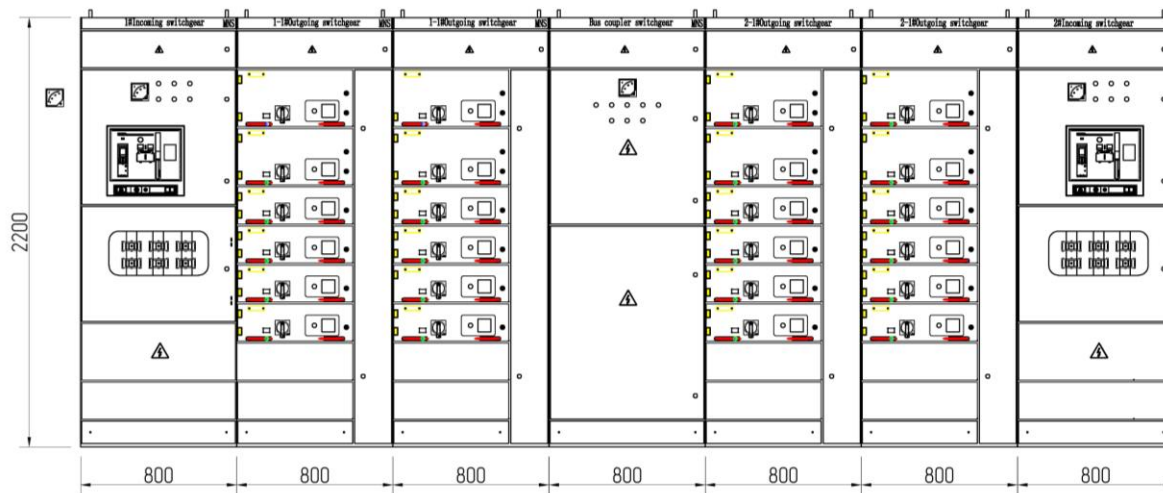 1#Incoming switchgear MNS
1-1#Outgoing switchgear MNS
1-1#Outgoing switchgear
Bus coupler switchgear MNS
2-1#Outgoing switchgear
2-1#Outgoing switchgear
2#Incoming switchgear
2200
800 800 800 800 800 800 800